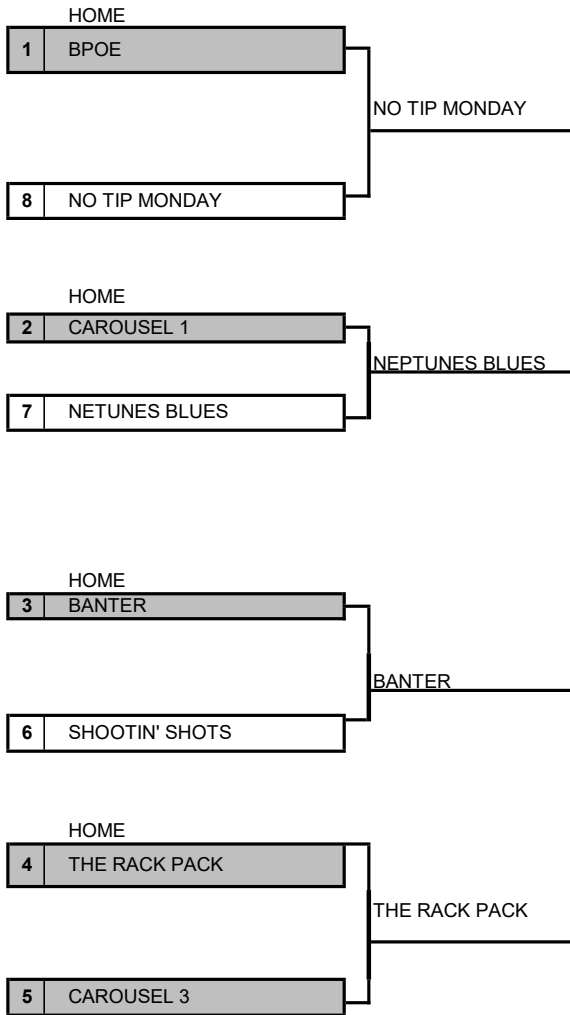 HOME
1 BPOE
NO TIP MONDAY
8 NO TIP MONDAY
HOME
2 CAROUSEL 1
NEPTUNES BLUES
7 NETUNES BLUES
HOME
3 BANTER
BANTER
6 SHOOTIN' SHOTS
HOME
4 THE RACK PACK
THE RACK PACK
5 CAROUSEL 3